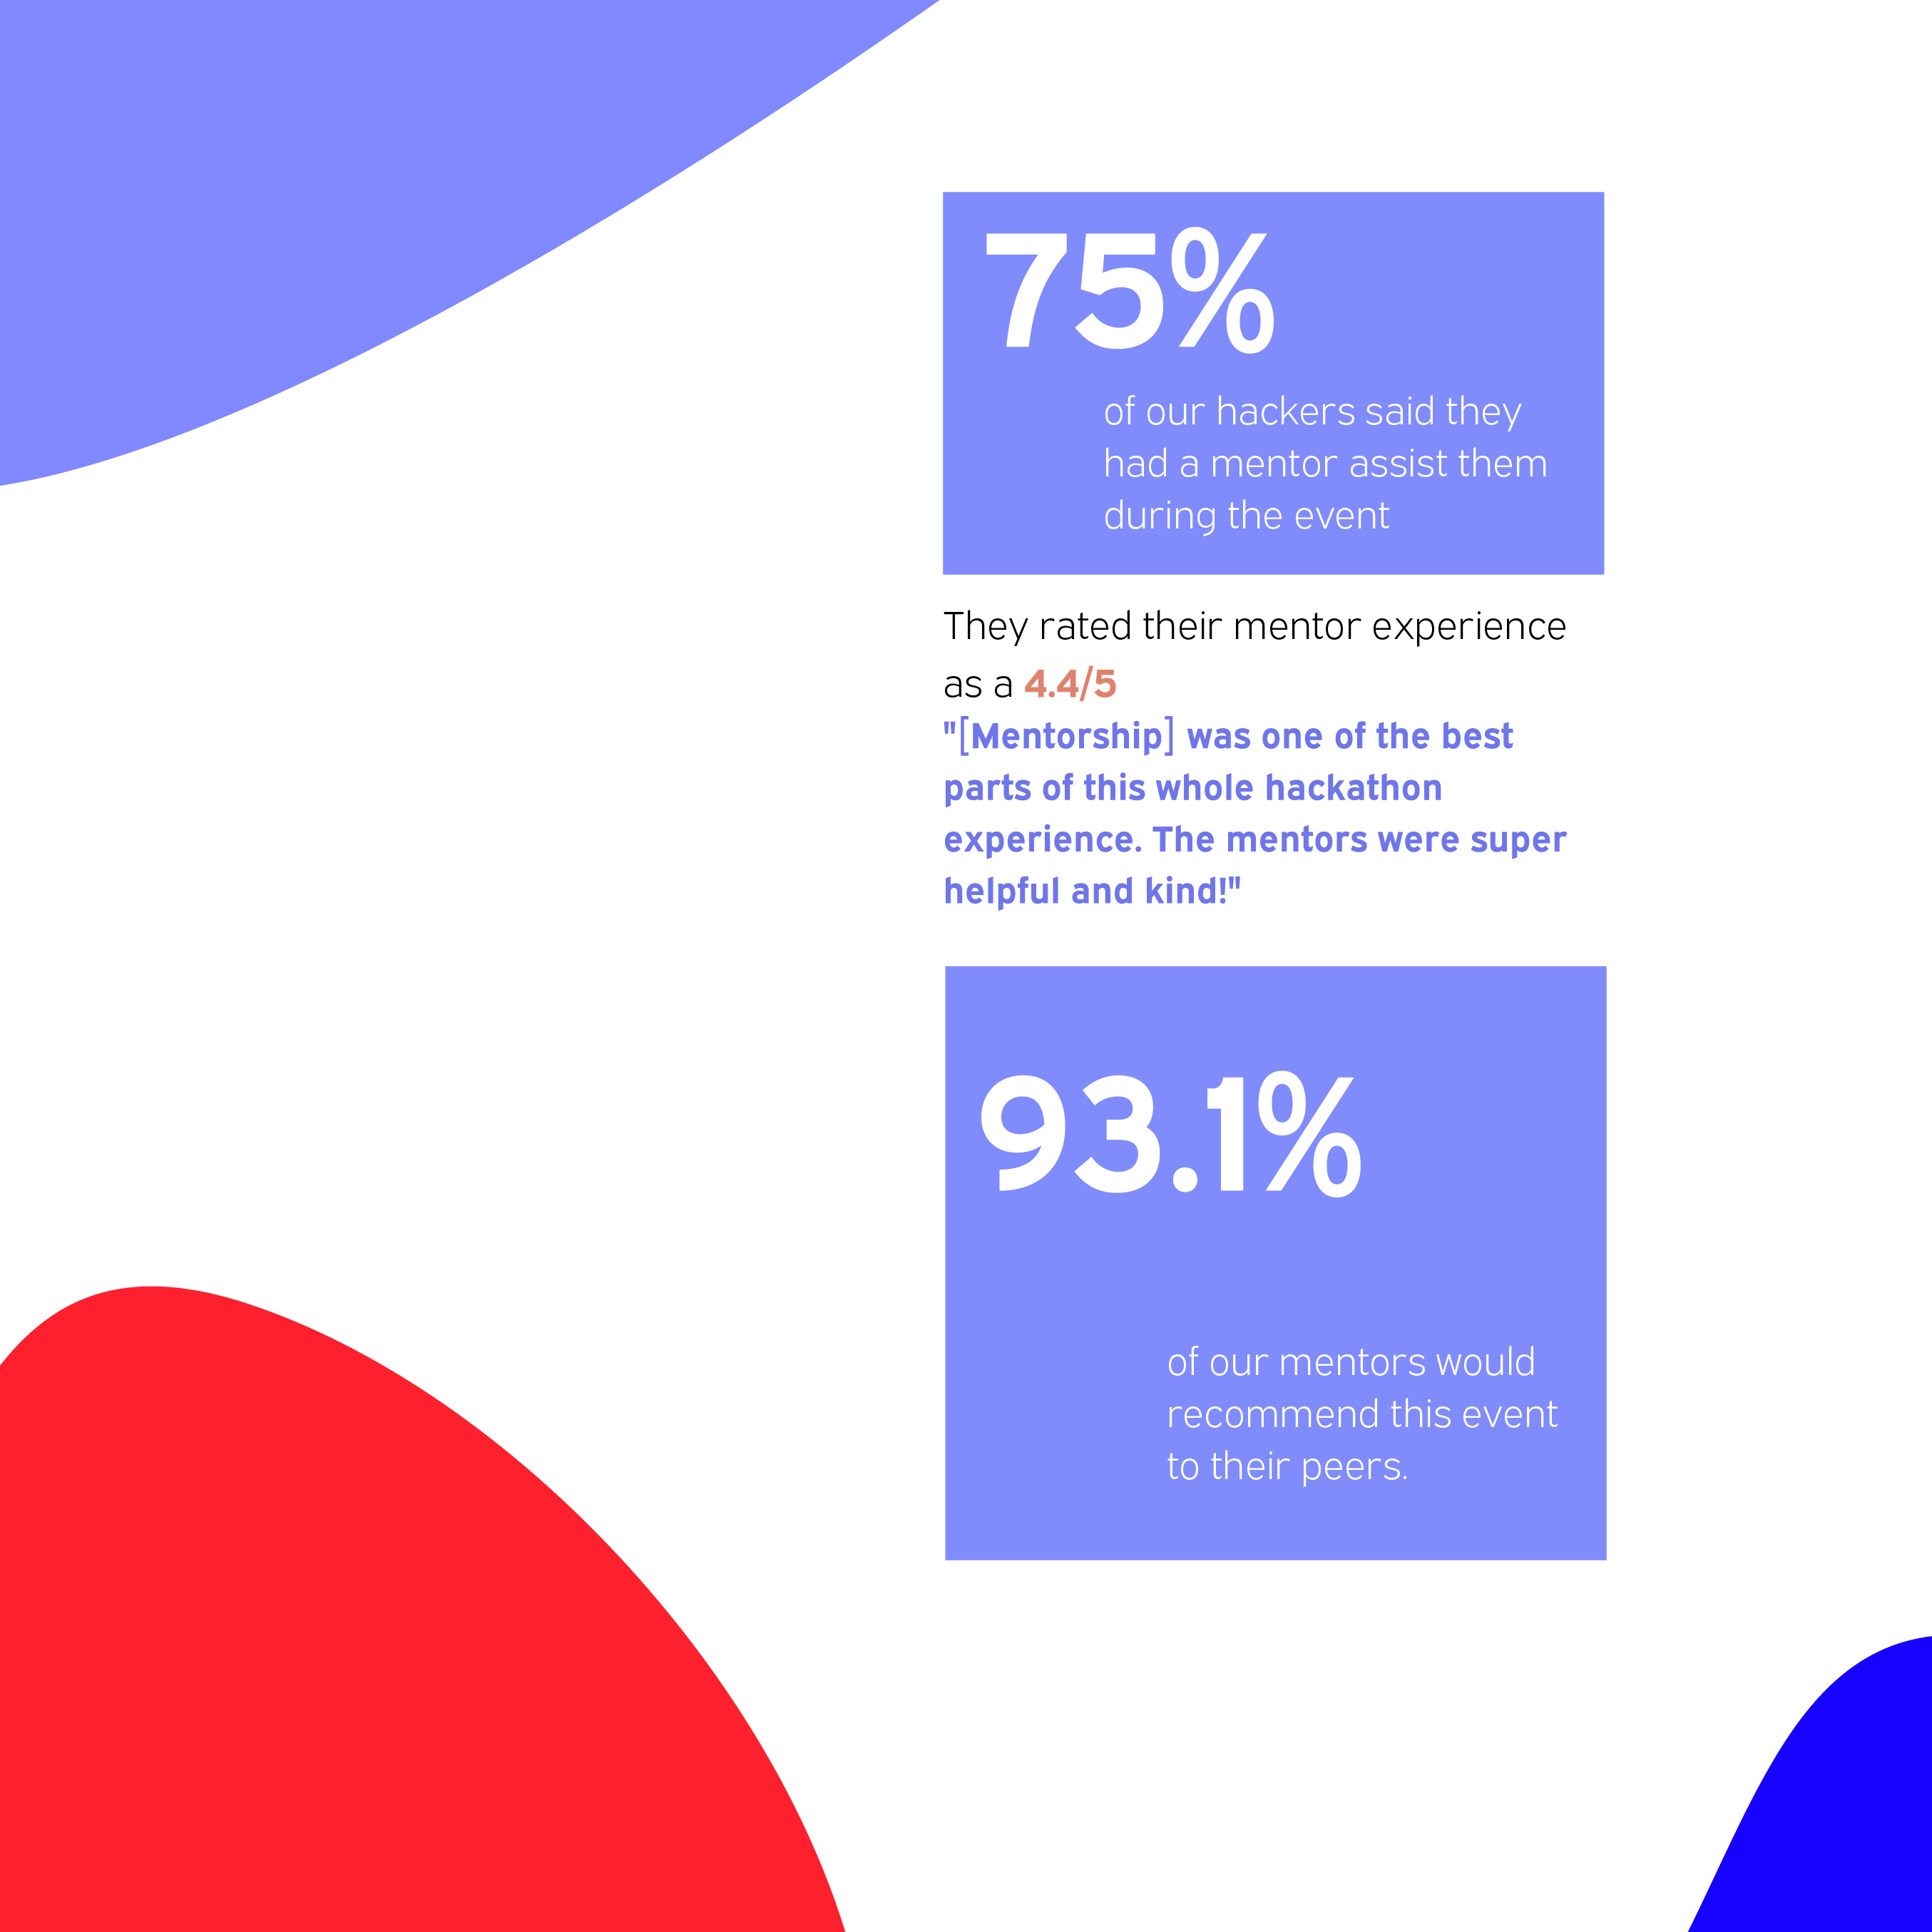 75%
of our hackers said they
had a mentor assist them
during the event
They rated their mentor experience
as a 4.4/5
"[Mentorship] was one of the best
parts of this whole hackathon
experience. The mentors were super
helpful and kind!"
93.1%
of our mentors would
recommend this event
to their peers.